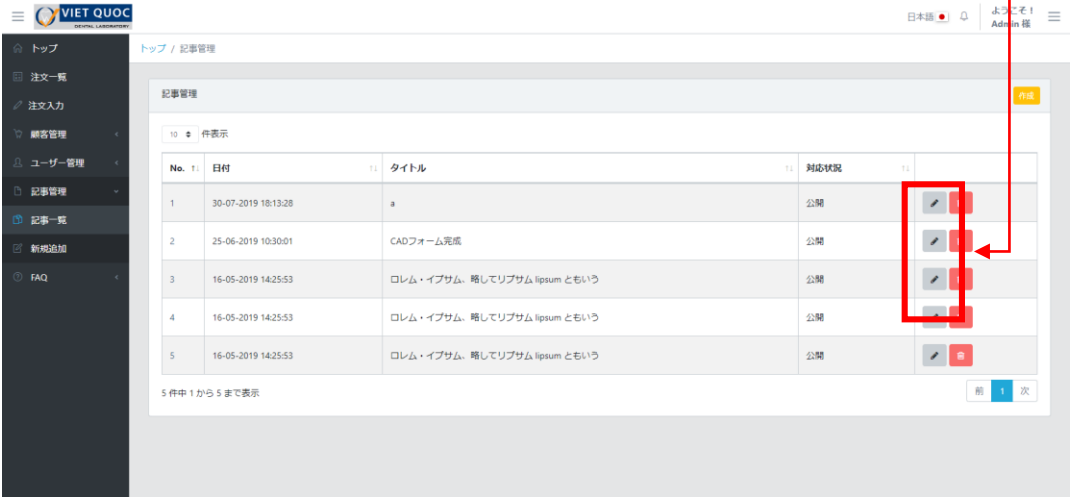 VIET QUOC
DENTAL LABORATORY
日本語
ようこそ！
Admin 様
トップ
注文一覧
注文入力
顧客管理
ユーザー管理
記事管理
記事一覧
新規追加
FAQ
トップ / 記事管理
記事管理
作成
10 件表示
No. 日付 タイトル 対応状況
1 30-07-2019 18:13:28 a 公開
2 25-06-2019 10:30:01 CADフォーム完成 公開
3 16-05-2019 14:25:53 ロレム・イプサム、略してリプサム lipsum ともいう 公開
4 16-05-2019 14:25:53 ロレム・イプサム、略してリプサム lipsum ともいう 公開
5 16-05-2019 14:25:53 ロレム・イプサム、略してリプサム lipsum ともいう 公開
5 件中 1 から 5 まで表示
前 1 次